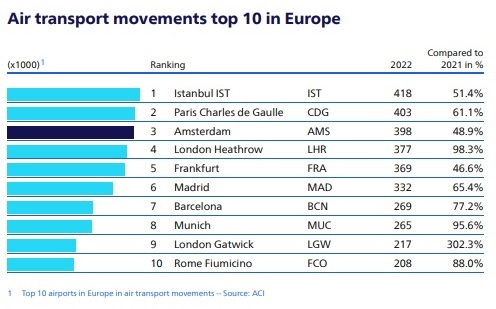 Air transport movements top 10 in Europe
Compared to
(x1000) 1 Ranking 2022 2021 in %
1 Istanbul IST IST 418 51.4%
2 Paris Charles de Gaulle CDG 403 61.1%
3 Amsterdam AMS 398 48.9%
4 London Heathrow LHR 377 98.3%
5 Frankfurt FRA 369 46.6%
6 Madrid MAD 332 65.4%
7 Barcelona BCN 269 77.2%
8 Munich MUC 265 95.6%
9 London Gatwick LGW 217 302.3%
10 Rome Fiumicino FCO 208 88.0%
1 Top 10 airports in Europe in air transport movements – Source: ACI